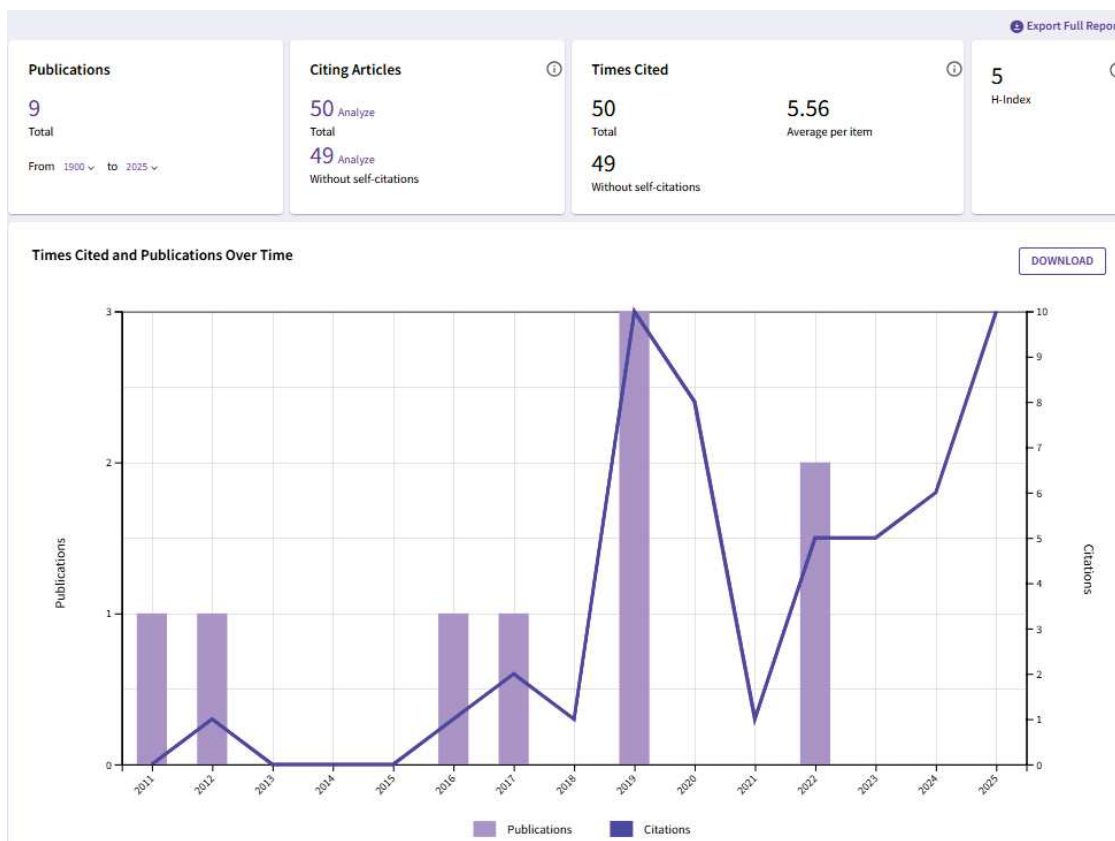 Export Full Repor
Publications
9
Total
From 1900 to 2025
Citing Articles
50 Analyze
Total
49 Analyze
Without self-citations
Times Cited
50
Total
49
Without self-citations
5.56
Average per item
5
H-Index
Times Cited and Publications Over Time
DOWNLOAD
Publications
3
2
1
0
10
9
8
7
6
5
4
3
2
1
0
Citations
2011
2012
2013
2014
2015
2016
2017
2018
2019
2020
2021
2022
2023
2024
2025
Publications
Citations